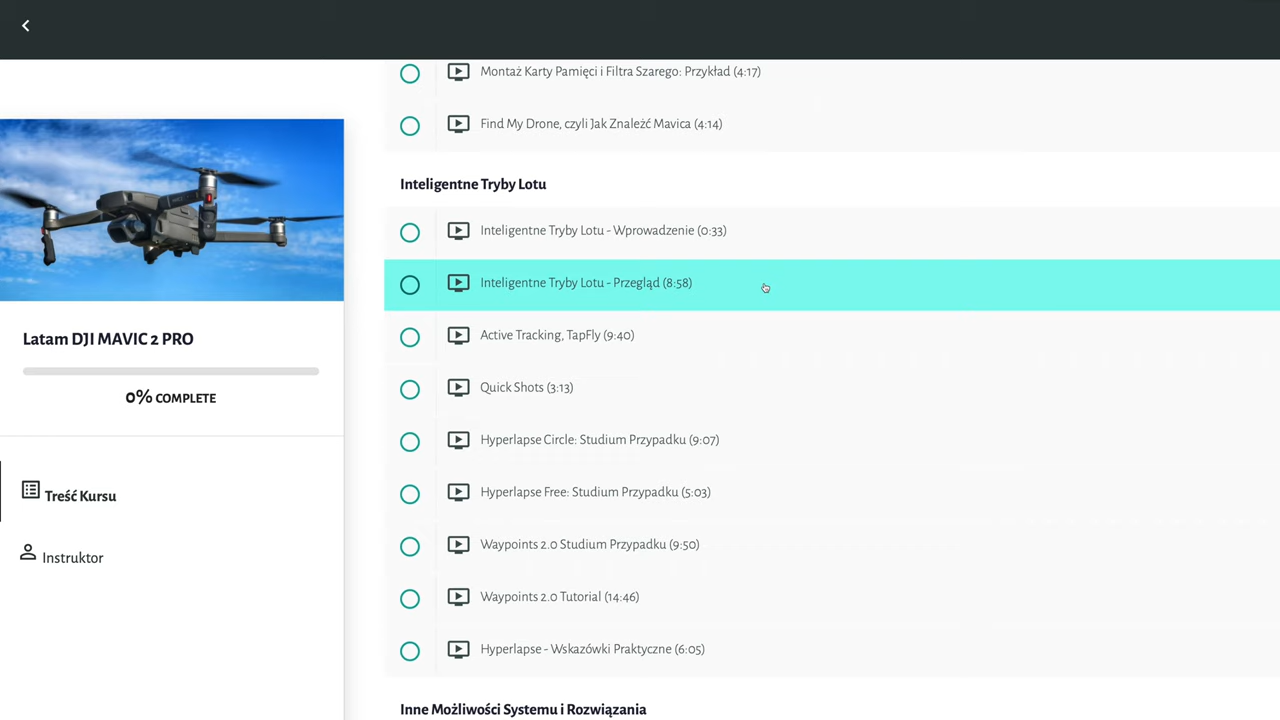 Montaż Karty Pamięci i Filtra Szarego: Przykład (4:17)
Find My Drone, czyli Jak Znaleźć Mavica (4:14)
Inteligentne Tryby Lotu
Inteligentne Tryby Lotu - Wprowadzenie (0:33)
Inteligentne Tryby Lotu - Przegląd (8:58)
Active Tracking, TapFly (9:40)
Quick Shots (3:13)
Hyperlapse Circle: Studium Przypadku (9:07)
Hyperlapse Free: Studium Przypadku (5:03)
Waypoints 2.0 Studium Przypadku (9:50)
Waypoints 2.0 Tutorial (14:46)
Hyperlapse - Wskazówki Praktyczne (6:05)
Inne Możliwości Systemu i Rozwiązania
Latam DJI MAVIC 2 PRO
0% COMPLETE
Treść Kursu
Instruktor